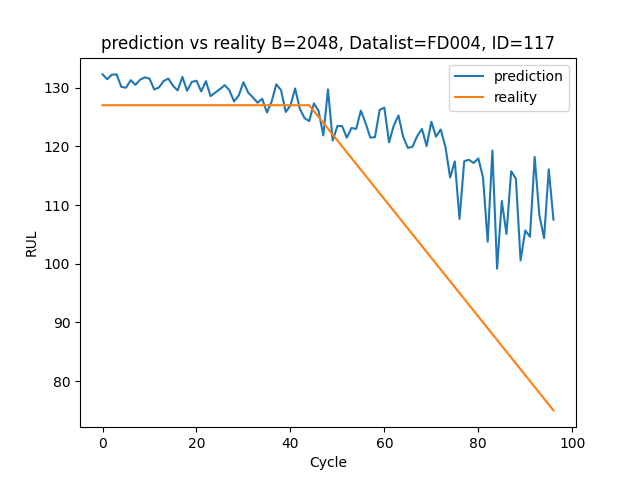 prediction vs reality B=2048, Datalist=FD004, ID=117
prediction
reality
RUL
130
120
110
100
90
80
0 20 40 60 80 100
Cycle